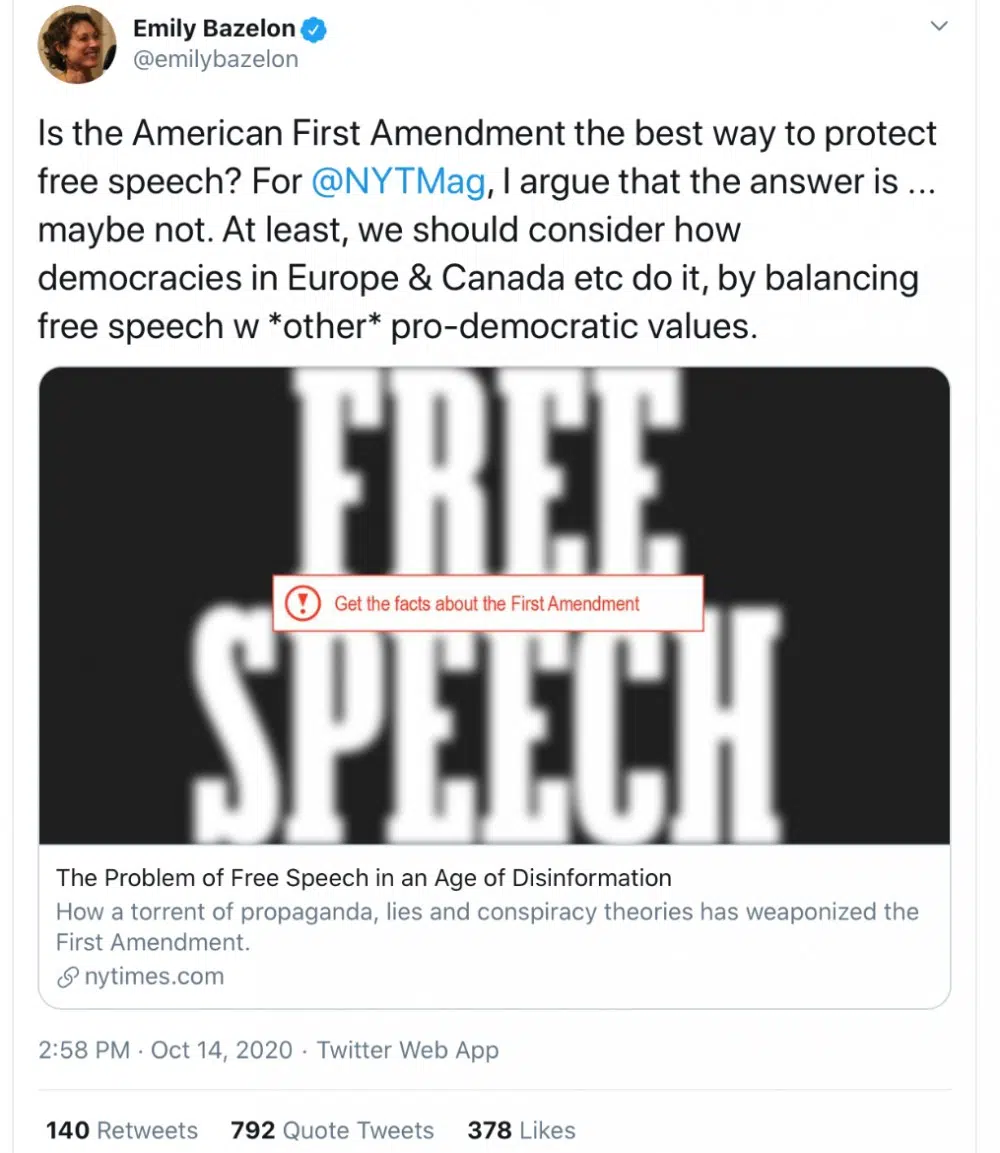 Emily Bazelon
@emilybazelon
Is the American First Amendment the best way to protect
free speech? For @NYTMag, I argue that the answer is ...
maybe not. At least, we should consider how
democracies in Europe & Canada etc do it, by balancing
free speech w *other* pro-democratic values.
FREE
Get the facts about the First Amendment
SPEECH
The Problem of Free Speech in an Age of Disinformation
How a torrent of propaganda, lies and conspiracy theories has weaponized the
First Amendment.
nytimes.com
2:58 PM · Oct 14, 2020 · Twitter Web App
140 Retweets 792 Quote Tweets 378 Likes